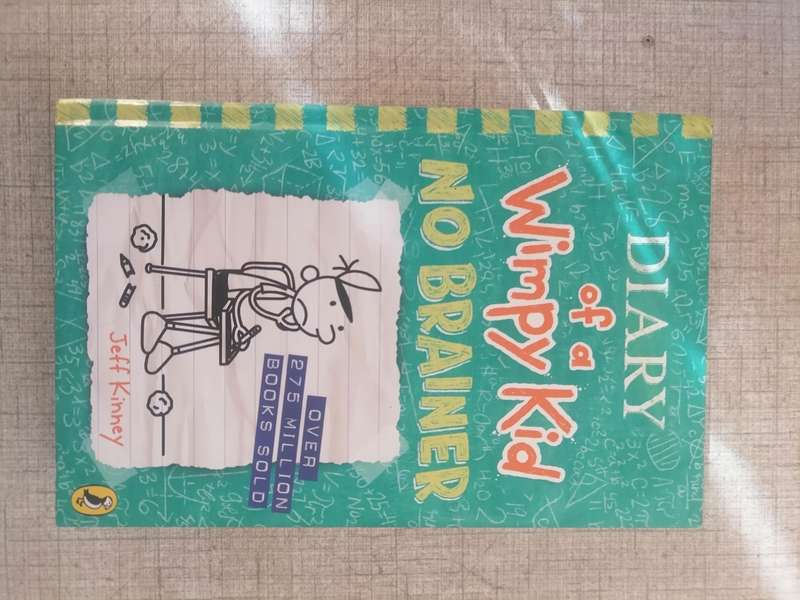 DIARY
of a
Wimpy Kid
NO BRAINER
OVER
275 MILLION
BOOKS SOLD
Jeff Kinney